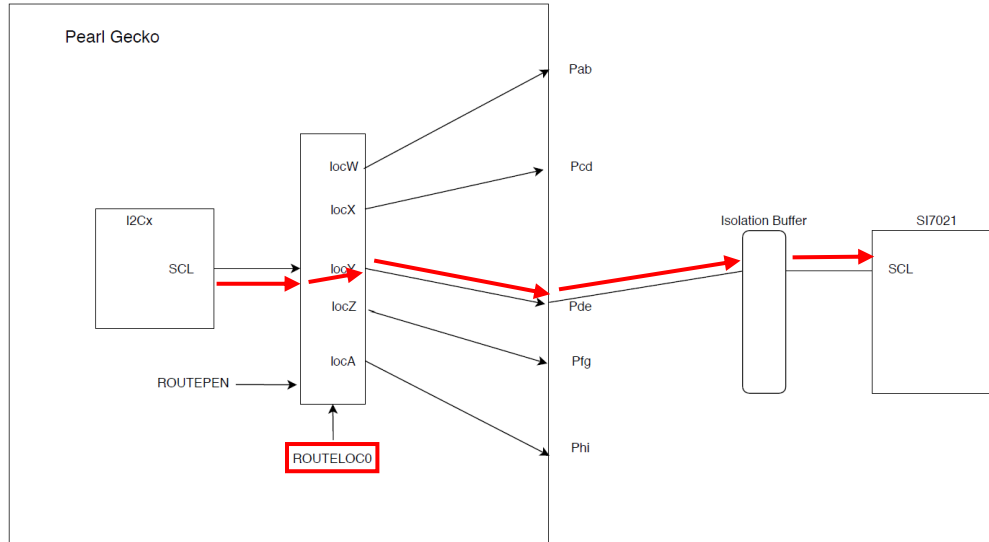 Pearl Gecko
Pab
locW
Pcd
locX
I2Cx
Isolation Buffer
SI7021
SCL
locY
SCL
locZ
Pde
locA
Pfg
ROUTEPEN
Phi
ROUTELOC0